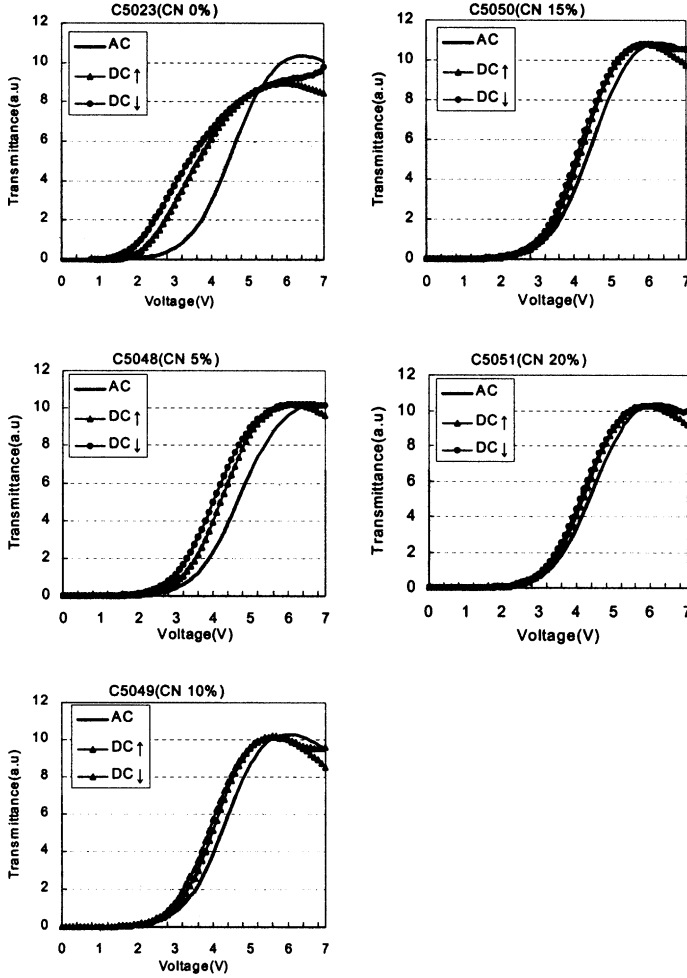 C5023(CN 0%)
Transmittance(a.u)
12
10
8
6
4
2
0
AC
DC↑
DC↓
0 1 2 3 4 5 6 7
Voltage(V)
C5050(CN 15%)
Transmittance(a.u)
12
10
8
6
4
2
0
AC
DC↑
DC↓
0 1 2 3 4 5 6 7
Voltage(V)
C5048(CN 5%)
Transmittance(a.u)
12
10
8
6
4
2
0
AC
DC↑
DC↓
0 1 2 3 4 5 6 7
Voltage(V)
C5051(CN 20%)
Transmittance(a.u)
12
10
8
6
4
2
0
AC
DC↑
DC↓
0 1 2 3 4 5 6 7
Voltage(V)
C5049(CN 10%)
Transmittance(a.u)
12
10
8
6
4
2
0
AC
DC↑
DC↓
0 1 2 3 4 5 6 7
Voltage(V)